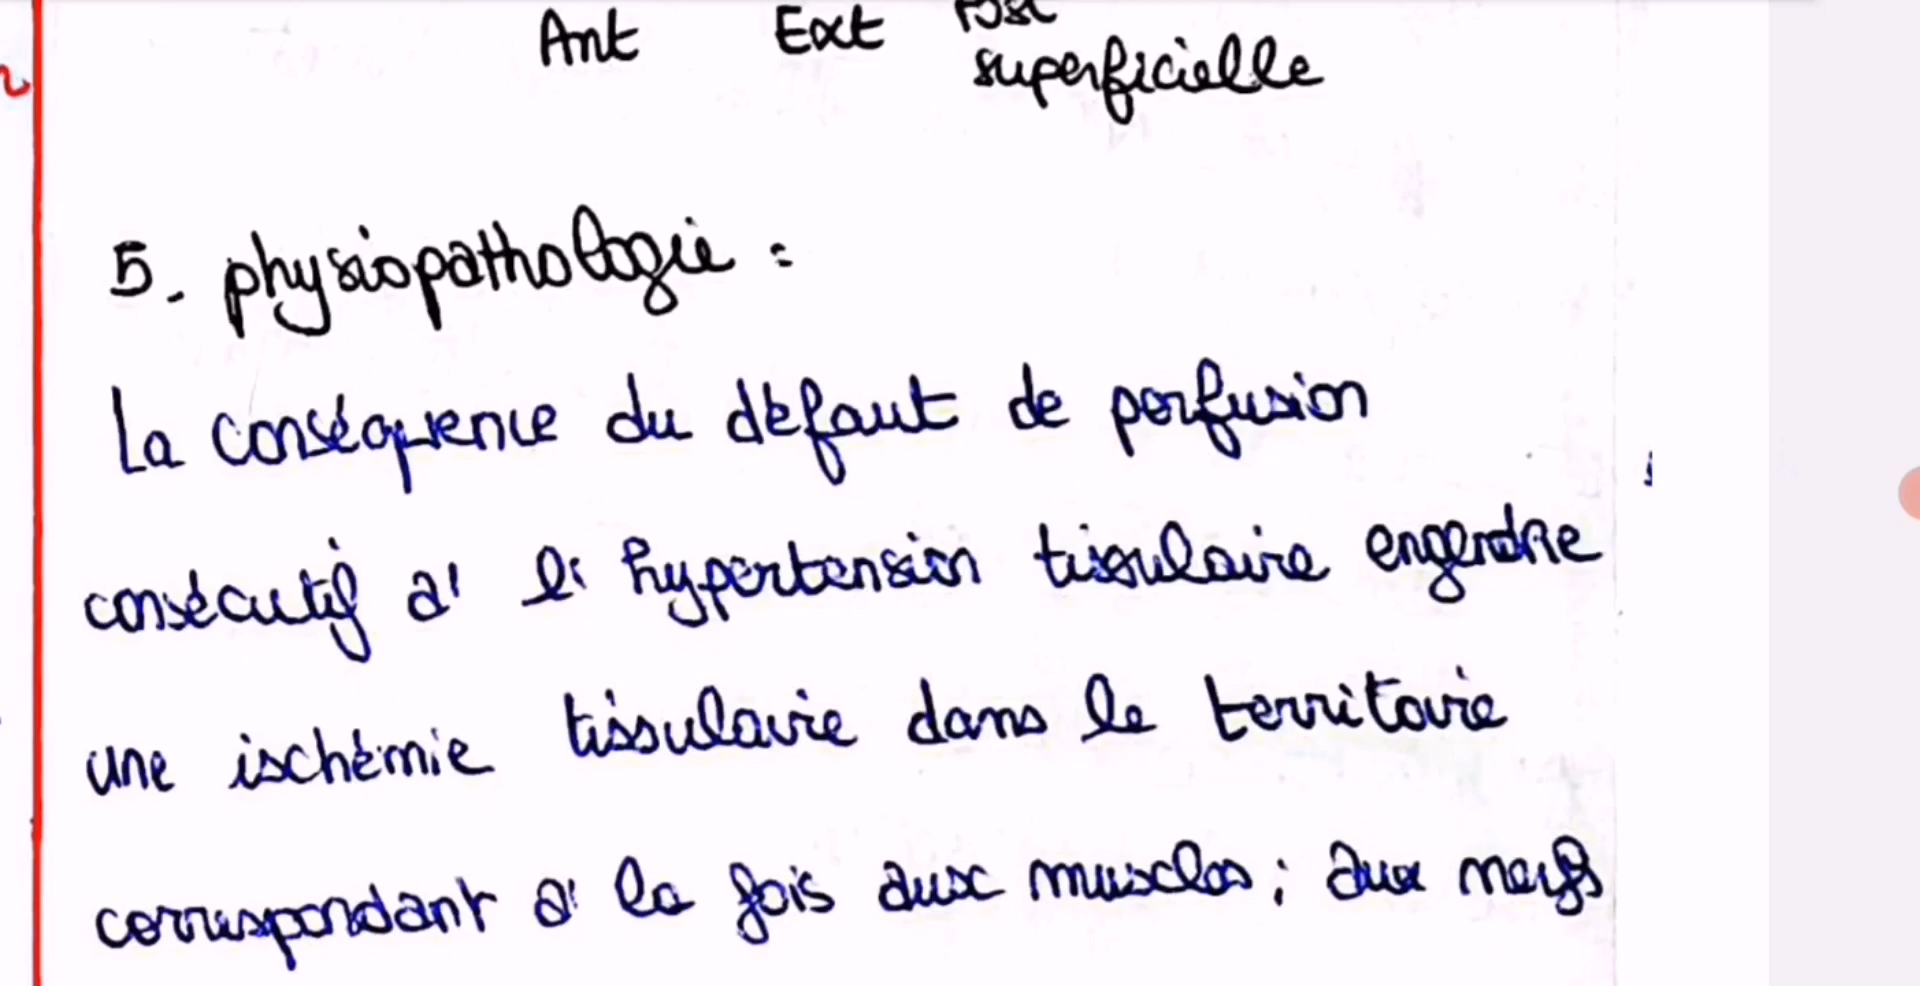 Ant Ext Post
superficielle
5. physiopathologie :
La conséquence du défaut de perfusion
consécutif à l'hypertension tissulaire engendre
une ischémie tissulaire dans le territoire
correspondant à la fois aux muscles ; aux nerfs